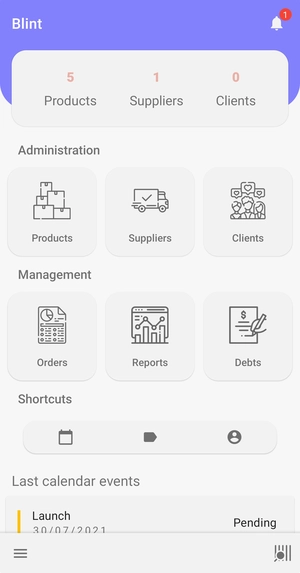 Blint
1
5 1 0
Products Suppliers Clients
Administration
Products Suppliers Clients
Management
Orders Reports Debts
Shortcuts
Last calendar events
Launch
Pending
30/07/2021